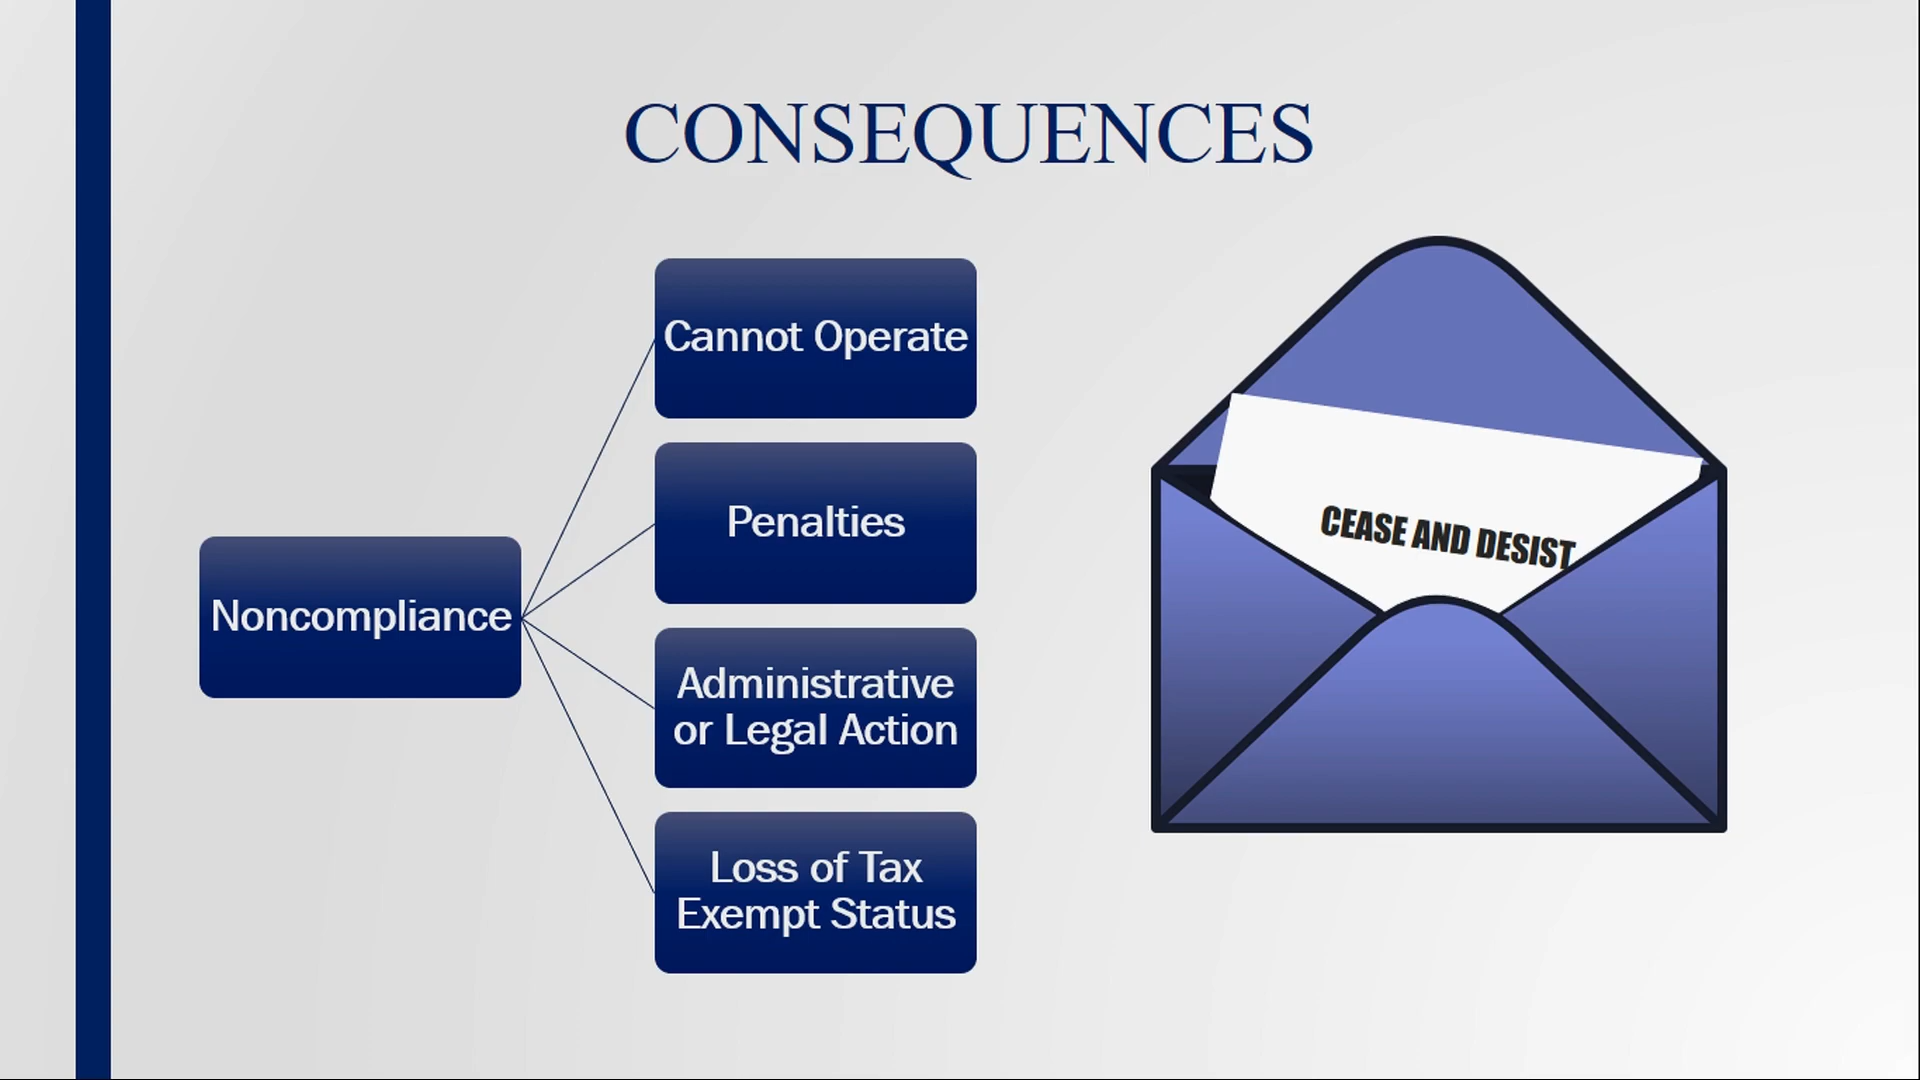 CONSEQUENCES
Noncompliance
Cannot Operate
Penalties
Administrative
or Legal Action
Loss of Tax
Exempt Status
CEASE AND DESIST